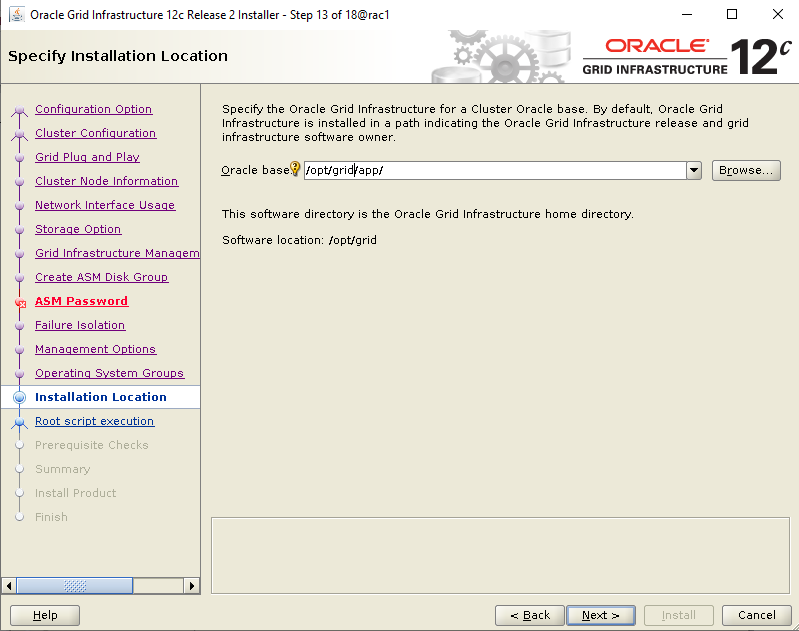 Oracle Grid Infrastructure 12c Release 2 Installer - Step 13 of 18@rac1
Specify Installation Location
ORACLE
GRID INFRASTRUCTURE
12c
Configuration Option
Cluster Configuration
Grid Plug and Play
Cluster Node Information
Network Interface Usage
Storage Option
Grid Infrastructure Managem
Create ASM Disk Group
ASM Password
Failure Isolation
Management Options
Operating System Groups
Installation Location
Root script execution
Prerequisite Checks
Summary
Install Product
Finish
Specify the Oracle Grid Infrastructure for a Cluster Oracle base. By default, Oracle Grid
Infrastructure is installed in a path indicating the Oracle Grid Infrastructure release and grid
infrastructure software owner.
Oracle base: /opt/grid/app/ Browse...
This software directory is the Oracle Grid Infrastructure home directory.
Software location: /opt/grid
Help < Back Next > Install Cancel